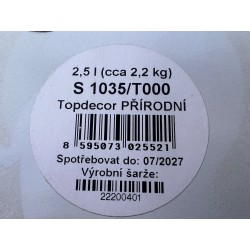 2,5 l (cca 2,2 kg)
S 1035/T000
Topdecor PŘÍRODNÍ
8 595073 025521
Spotřebovat do: 07/2027
Výrobní šarže:
22200401